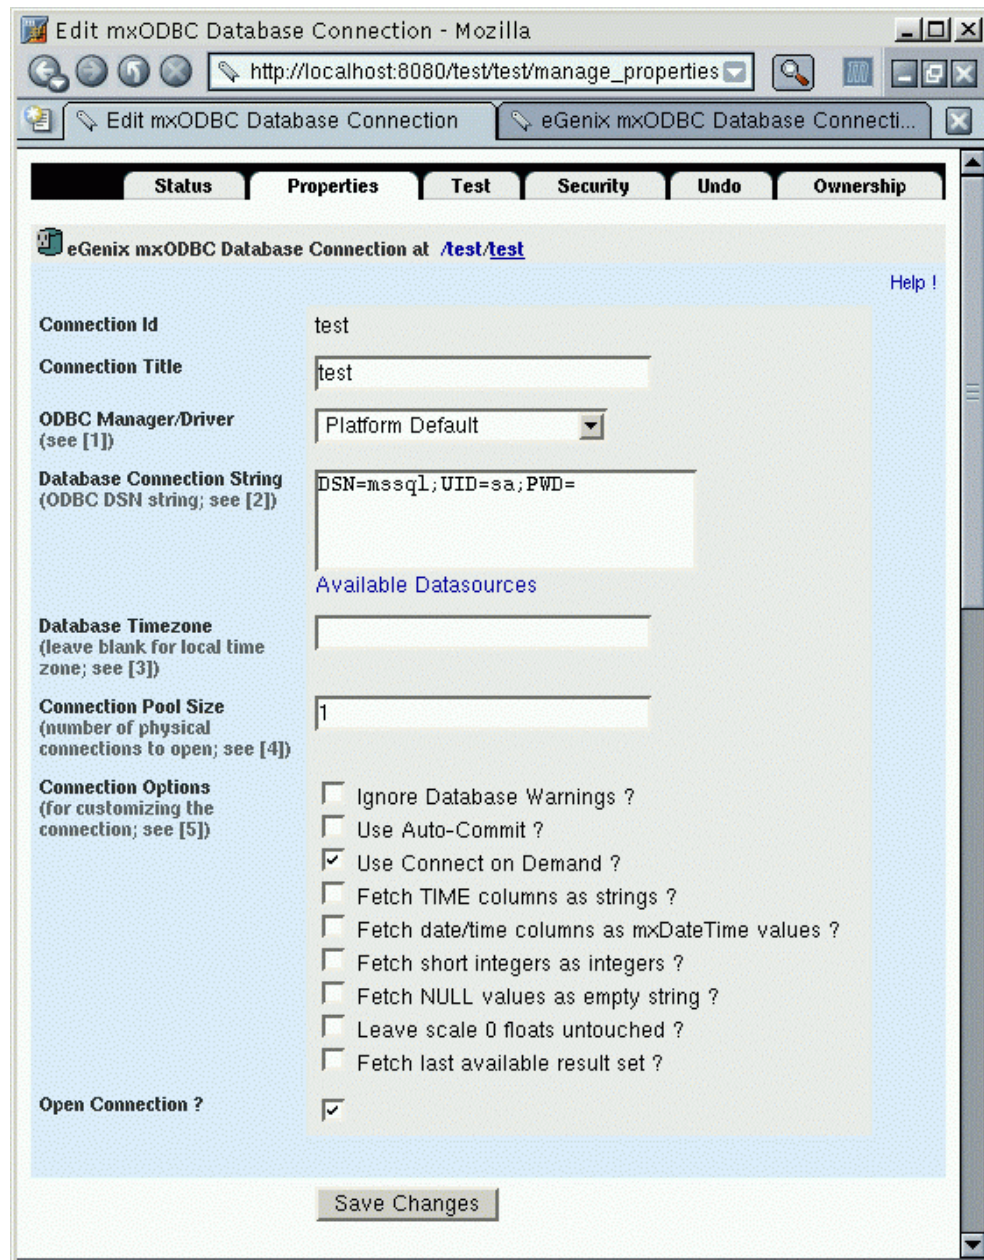 Edit mxODBC Database Connection - Mozilla
http://localhost:8080/test/test/manage_properties
Edit mxODBC Database Connection
eGenix mxODBC Database Connecti...
Status Properties Test Security Undo Ownership
eGenix mxODBC Database Connection at /test/test
Help !
Connection Id
test
Connection Title
test
ODBC Manager/Driver
(see [1])
Platform Default
Database Connection String
(ODBC DSN string; see [2])
DSN=mssql;UID=sa;PWD=
Available Datasources
Database Timezone
(leave blank for local time
zone; see [3])
Connection Pool Size
(number of physical
connections to open; see [4])
1
Connection Options
(for customizing the
connection; see [5])
Ignore Database Warnings ?
Use Auto-Commit ?
Use Connect on Demand ?
Fetch TIME columns as strings ?
Fetch date/time columns as mxDateTime values ?
Fetch short integers as integers ?
Fetch NULL values as empty string ?
Leave scale 0 floats untouched ?
Fetch last available result set ?
Open Connection ?
Save Changes